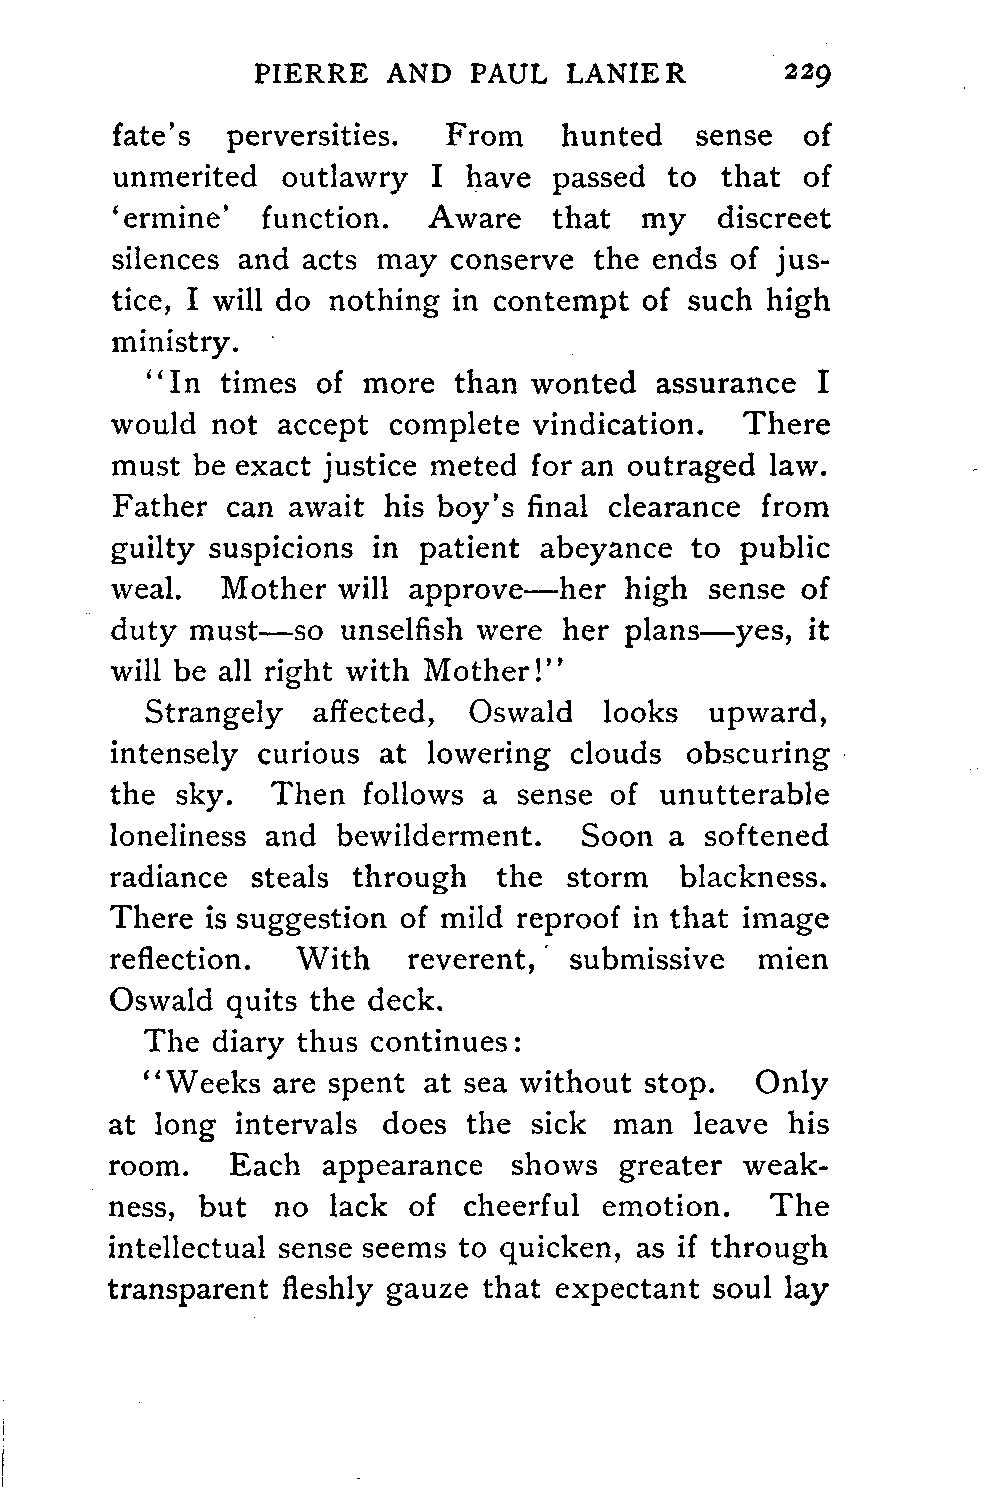 PIERRE AND PAUL LANIER 229
fate's perversities. From hunted sense of
unmerited outlawry I have passed to that of
'ermine' function. Aware that my discreet
silences and acts may conserve the ends of jus-
tice, I will do nothing in contempt of such high
ministry.
"In times of more than wonted assurance I
would not accept complete vindication. There
must be exact justice meted for an outraged law.
Father can await his boy's final clearance from
guilty suspicions in patient abeyance to public
weal. Mother will approve—her high sense of
duty must—so unselfish were her plans—yes, it
will be all right with Mother!"
Strangely affected, Oswald looks upward,
intensely curious at lowering clouds obscuring
the sky. Then follows a sense of unutterable
loneliness and bewilderment. Soon a softened
radiance steals through the storm blackness.
There is suggestion of mild reproof in that image
reflection. With reverent, submissive mien
Oswald quits the deck.
The diary thus continues:
"Weeks are spent at sea without stop. Only
at long intervals does the sick man leave his
room. Each appearance shows greater weak-
ness, but no lack of cheerful emotion. The
intellectual sense seems to quicken, as if through
transparent fleshly gauze that expectant soul lay